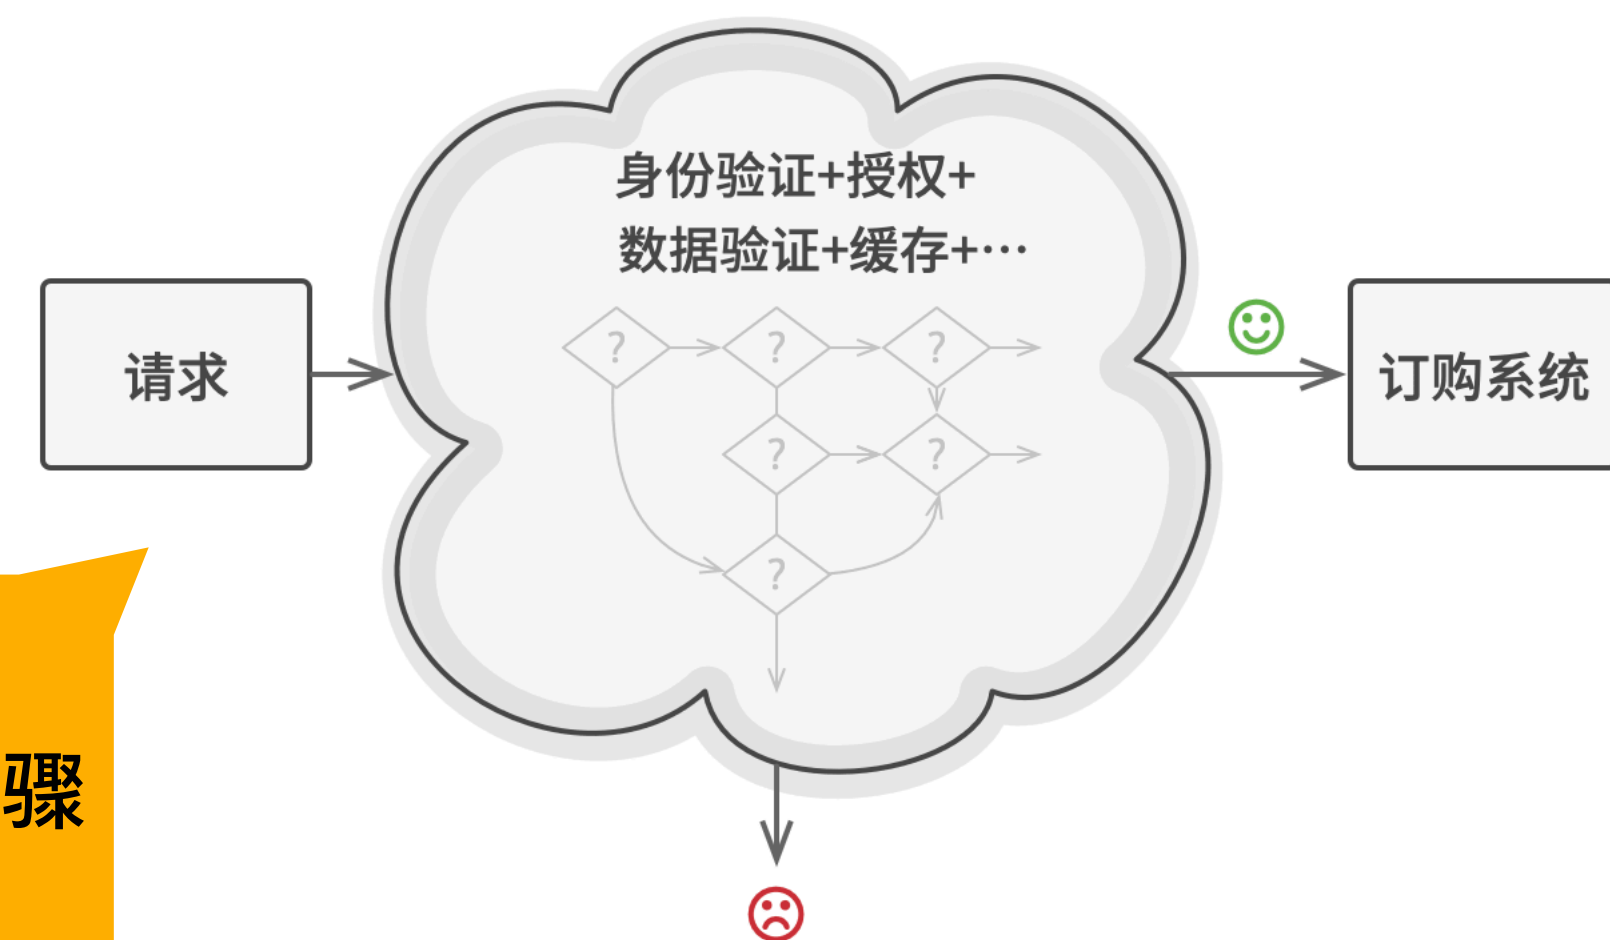 身份验证+授权+
数据验证+缓存+…
请求
订购系统
? ? ?
? ?
?
骤